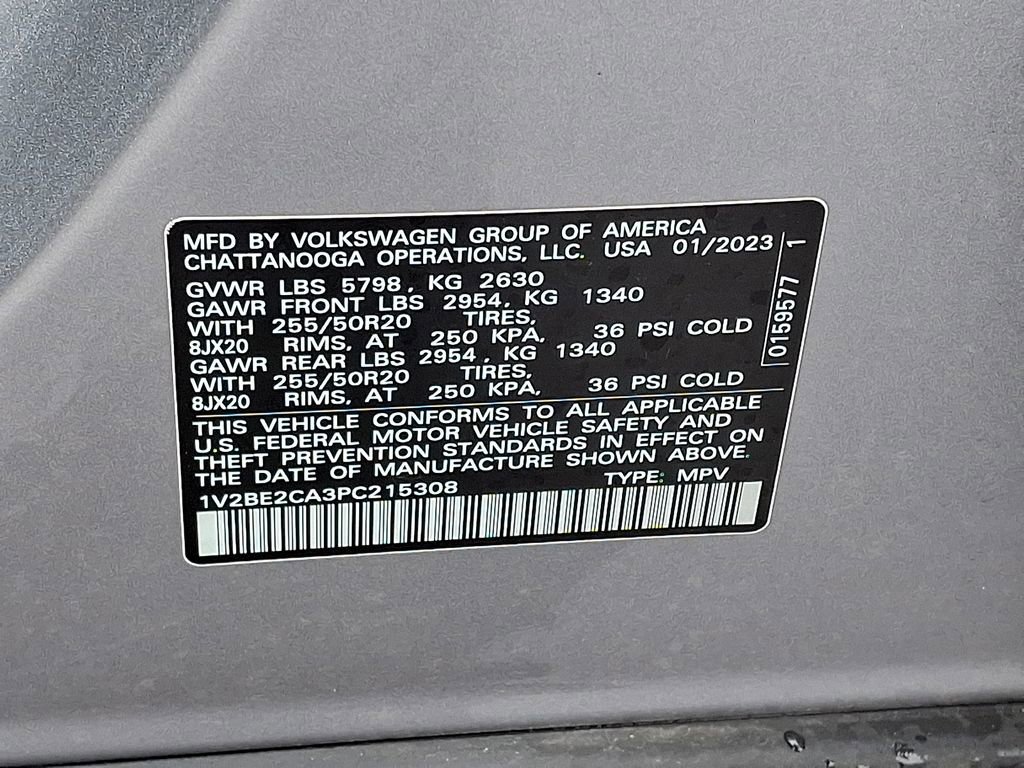 MFD BY VOLKSWAGEN GROUP OF AMERICA
CHATTANOOGA OPERATIONS, LLC. USA 01/2023
GVWR LBS 5798, KG 2630
GAWR FRONT LBS 2954, KG 1340
WITH 255/50R20 TIRES,
8JX20 RIMS, AT 250 KPA, 36 PSI COLD
GAWR REAR LBS 2954, KG 1340
WITH 255/50R20 TIRES,
8JX20 RIMS, AT 250 KPA, 36 PSI COLD
THIS VEHICLE CONFORMS TO ALL APPLICABLE
U.S. FEDERAL MOTOR VEHICLE SAFETY AND
THEFT PREVENTION STANDARDS IN EFFECT ON
THE DATE OF MANUFACTURE SHOWN ABOVE.
1V2BE2CA3PC215308 TYPE: MPV
0159577 1